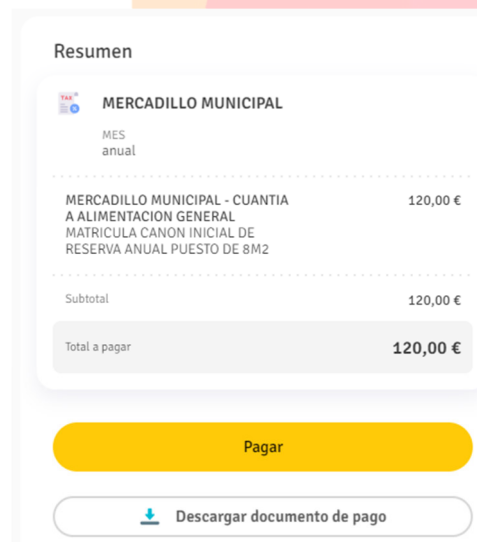 Resumen
TAX
MERCADILLO MUNICIPAL
MES
anual
MERCADILLO MUNICIPAL - CUANTIA 120,00 €
A ALIMENTACION GENERAL
MATRICULA CANON INICIAL DE
RESERVA ANUAL PUESTO DE 8M2
Subtotal 120,00 €
Total a pagar 120,00 €
Pagar
Descargar documento de pago